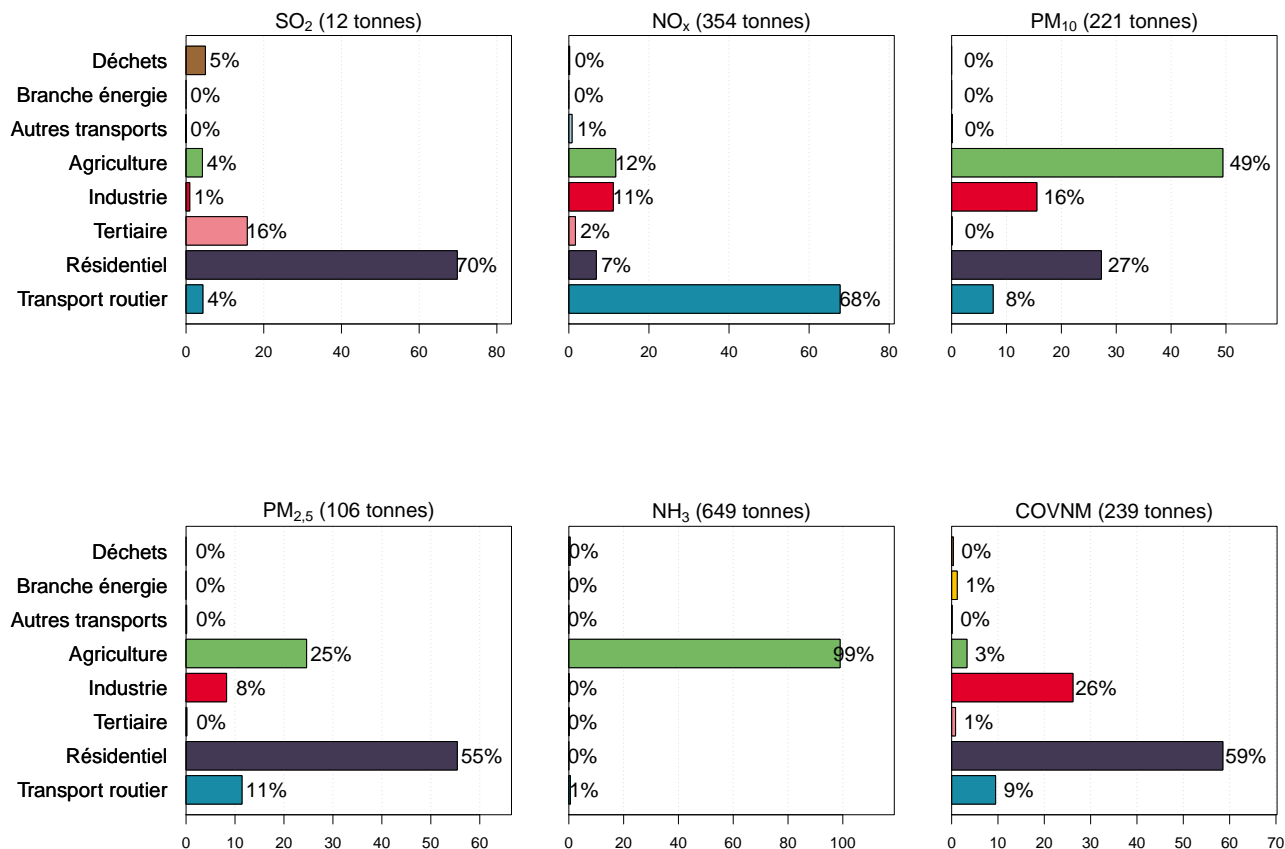 SO2 (12 tonnes)
Déchets 5%
Branche énergie 0%
Autres transports 0%
Agriculture 4%
Industrie 1%
Tertiaire 16%
Résidentiel 70%
Transport routier 4%
0 20 40 60 80
NOx (354 tonnes)
0%
0%
1%
12%
11%
2%
7%
68%
0 20 40 60 80
PM10 (221 tonnes)
0%
0%
0%
49%
16%
0%
27%
8%
0 10 20 30 40 50
PM2,5 (106 tonnes)
Déchets 0%
Branche énergie 0%
Autres transports 0%
Agriculture 25%
Industrie 8%
Tertiaire 0%
Résidentiel 55%
Transport routier 11%
0 10 20 30 40 50 60
NH3 (649 tonnes)
0%
0%
0%
99%
0%
0%
0%
1%
0 20 40 60 80 100
COVNM (239 tonnes)
0%
1%
0%
3%
26%
1%
59%
9%
0 10 20 30 40 50 60 70